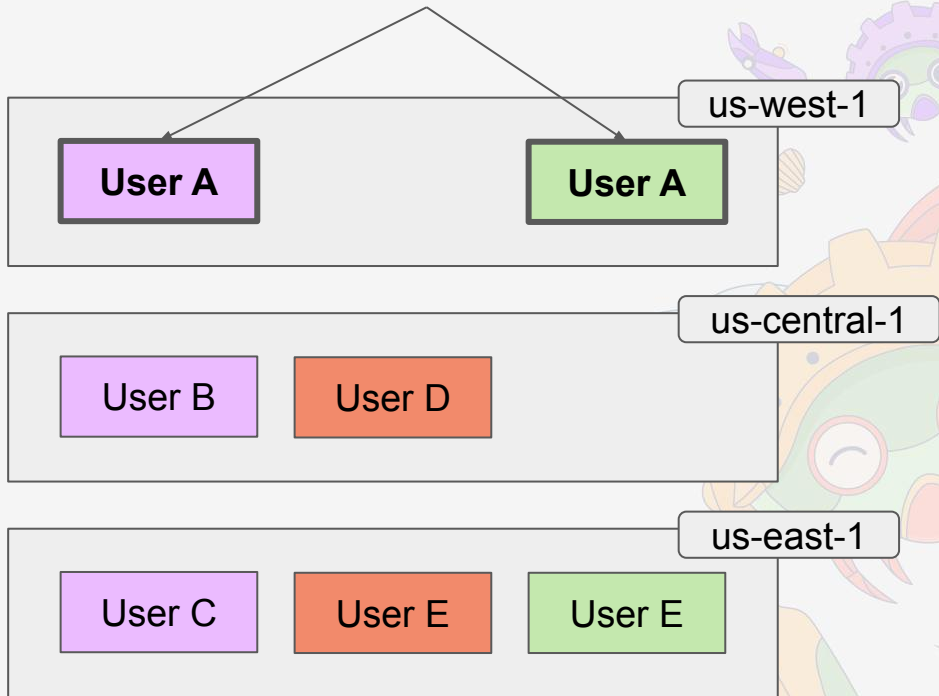 us-west-1
User A
User A
us-central-1
User B
User D
us-east-1
User C
User E
User E